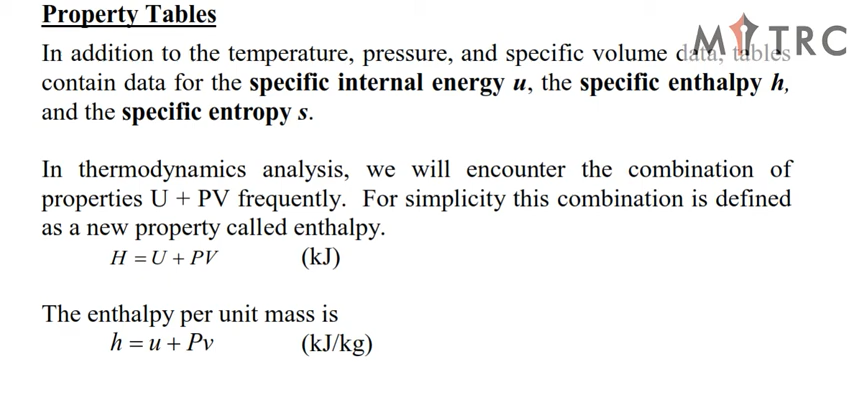 Property Tables
In addition to the temperature, pressure, and specific volume data, tables
contain data for the specific internal energy u, the specific enthalpy h,
and the specific entropy s.
In thermodynamics analysis, we will encounter the combination of
properties U + PV frequently. For simplicity this combination is defined
as a new property called enthalpy.
H = U + PV (kJ)
The enthalpy per unit mass is
h = u + Pv (kJ/kg)